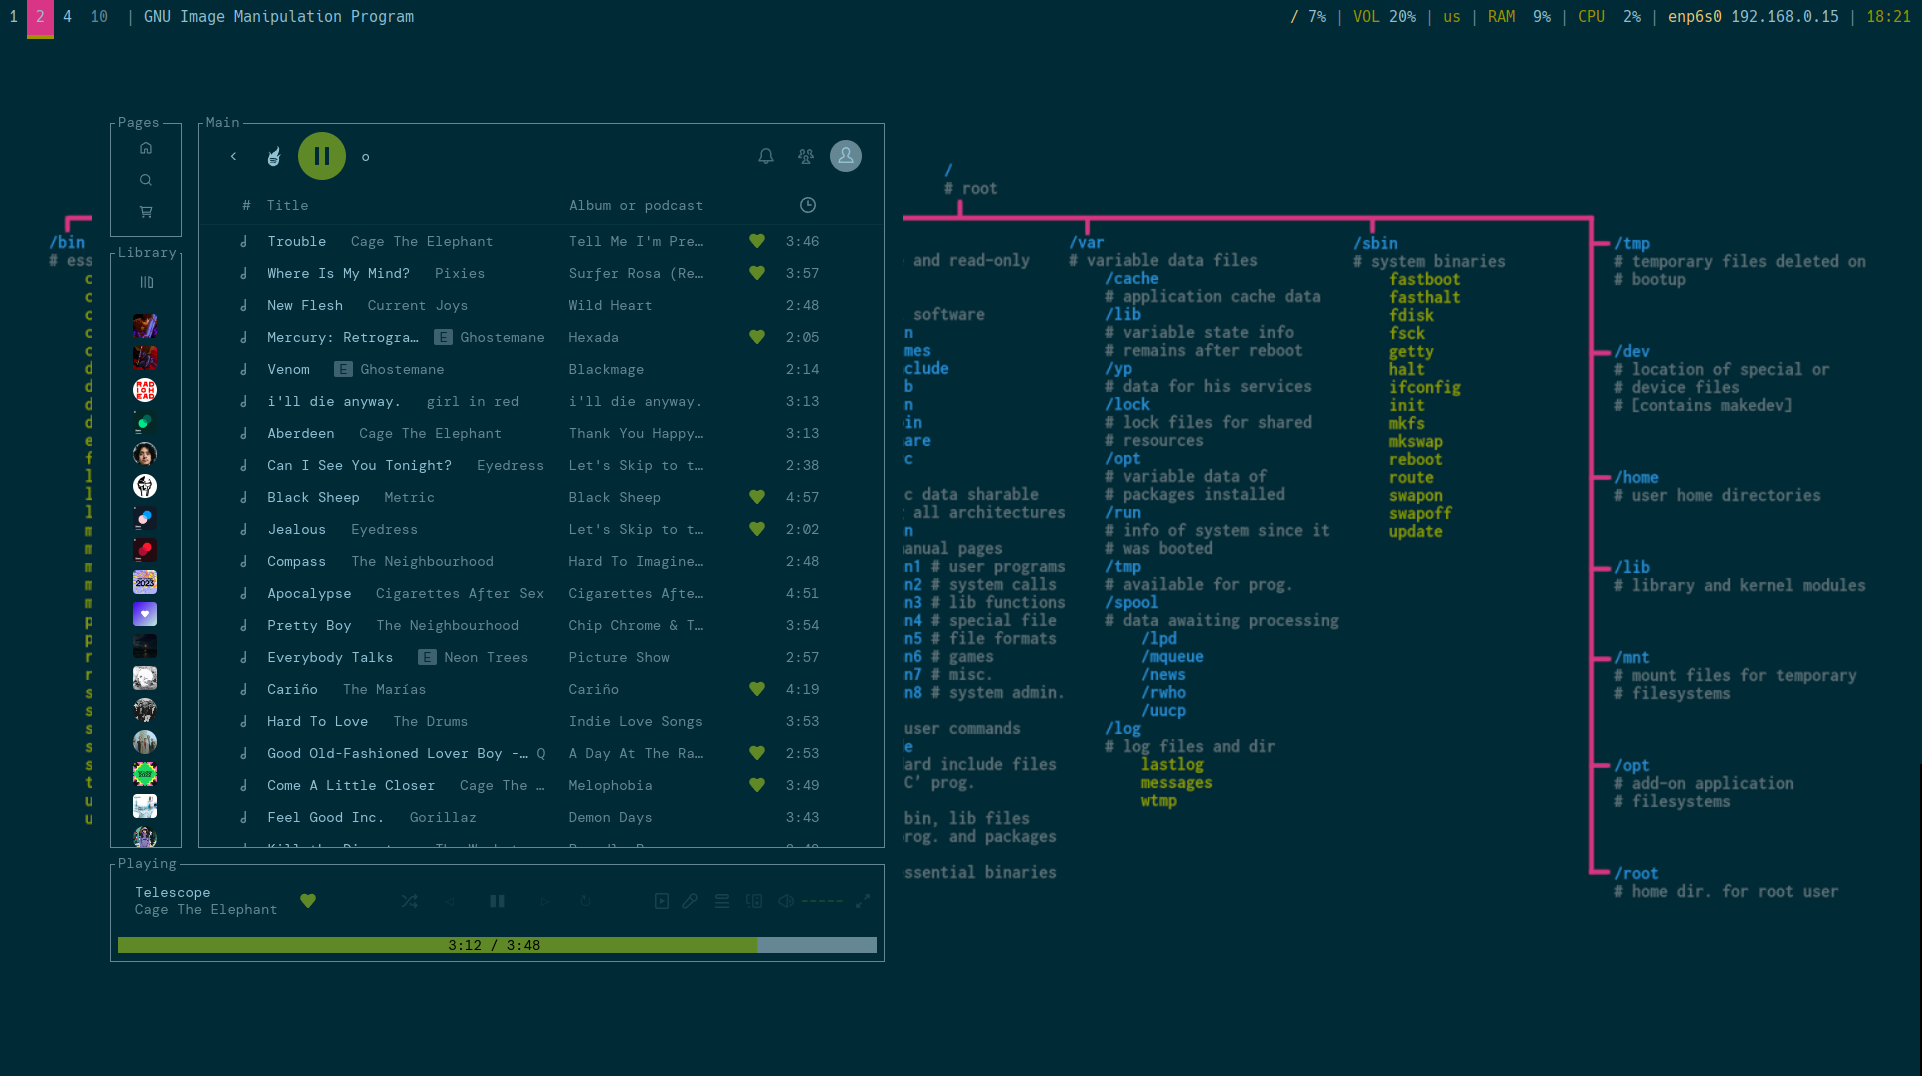 1 2 4 10 | GNU Image Manipulation Program
/ 7% | VOL 20% | us | RAM 9% | CPU 2% | enp6s0 192.168.0.15 | 18:21
Pages
Library
Main
# Title Album or podcast
Trouble Cage The Elephant Tell Me I'm Pre… 3:46
Where Is My Mind? Pixies Surfer Rosa (Re… 3:57
New Flesh Current Joys Wild Heart 2:48
Mercury: Retrogra… E Ghostemane Hexada 2:05
Venom E Ghostemane Blackmage 2:14
i'll die anyway. girl in red i'll die anyway. 3:13
Aberdeen Cage The Elephant Thank You Happy… 3:13
Can I See You Tonight? Eyedress Let's Skip to t… 2:38
Black Sheep Metric Black Sheep 4:57
Jealous Eyedress Let's Skip to t… 2:02
Compass The Neighbourhood Hard To Imagine… 2:48
Apocalypse Cigarettes After Sex Cigarettes Afte… 4:51
Pretty Boy The Neighbourhood Chip Chrome & T… 3:54
Everybody Talks E Neon Trees Picture Show 2:57
Cariño The Marías Cariño 4:19
Hard To Love The Drums Indie Love Songs 3:53
Good Old-Fashioned Lover Boy -… Q A Day At The Ra… 2:53
Come A Little Closer Cage The … Melophobia 3:49
Feel Good Inc. Gorillaz Demon Days 3:43
Playing
Telescope
Cage The Elephant
3:12 / 3:48
/bin
# ess
RAD
IOH
EAD
2023
/
# root
and read-only
software
n
mes
clude
b
n
in
are
c
c data sharable
all architectures
n
anual pages
n1 # user programs
n2 # system calls
n3 # lib functions
n4 # special file
n5 # file formats
n6 # games
n7 # misc.
n8 # system admin.
user commands
e
ard include files
C' prog.
bin, lib files
rog. and packages
ssential binaries
/var
# variable data files
/cache
# application cache data
/lib
# variable state info
# remains after reboot
/yp
# data for his services
/lock
# lock files for shared
# resources
/opt
# variable data of
# packages installed
/run
# info of system since it
# was booted
/tmp
# available for prog.
/spool
# data awaiting processing
/lpd
/mqueue
/news
/rwho
/uucp
/log
# log files and dir
lastlog
messages
wtmp
/sbin
# system binaries
fastboot
fasthalt
fdisk
fsck
getty
halt
ifconfig
init
mkfs
mkswap
reboot
route
swapon
swapoff
update
/tmp
# temporary files deleted on
# bootup
/dev
# location of special or
# device files
# [contains makedev]
/home
# user home directories
/lib
# library and kernel modules
/mnt
# mount files for temporary
# filesystems
/opt
# add-on application
# filesystems
/root
# home dir. for root user